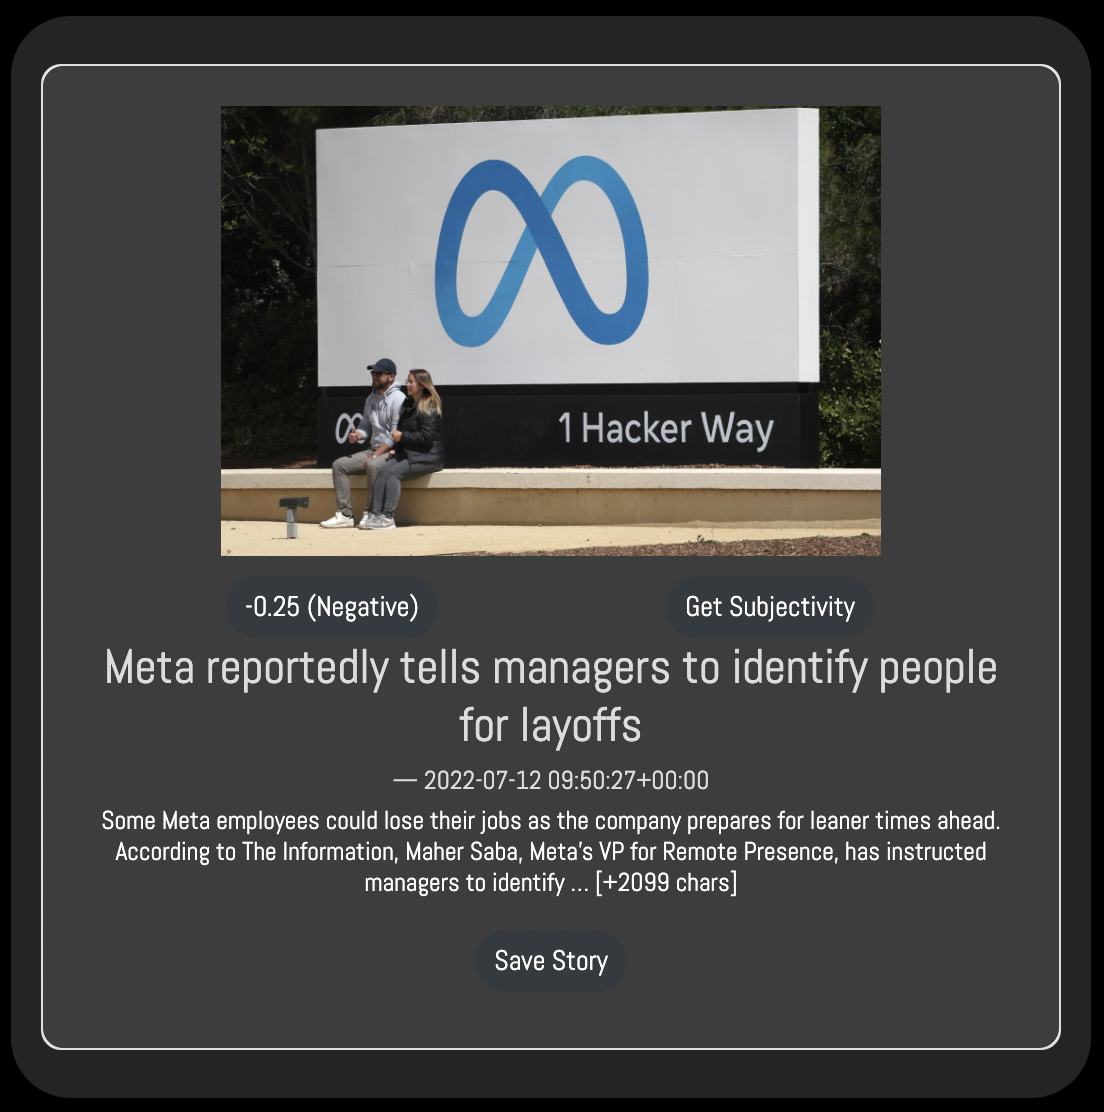 1 Hacker Way
-0.25 (Negative)
Get Subjectivity
Meta reportedly tells managers to identify people
for layoffs
— 2022-07-12 09:50:27+00:00
Some Meta employees could lose their jobs as the company prepares for leaner times ahead.
According to The Information, Maher Saba, Meta's VP for Remote Presence, has instructed
managers to identify … [+2099 chars]
Save Story